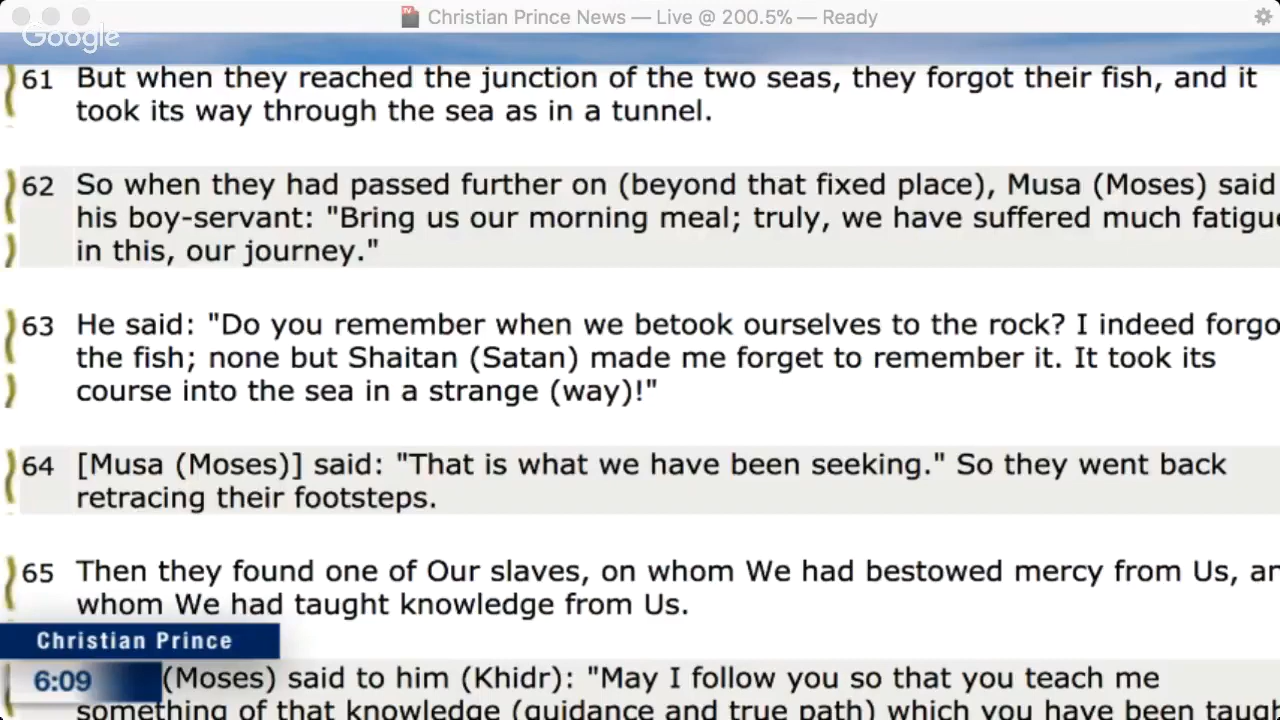 Christian Prince News — Live @ 200.5% — Ready
Google
61 But when they reached the junction of the two seas, they forgot their fish, and it
took its way through the sea as in a tunnel.
62 So when they had passed further on (beyond that fixed place), Musa (Moses) said
his boy-servant: "Bring us our morning meal; truly, we have suffered much fatigu
in this, our journey."
63 He said: "Do you remember when we betook ourselves to the rock? I indeed forgo
the fish; none but Shaitan (Satan) made me forget to remember it. It took its
course into the sea in a strange (way)!"
64 [Musa (Moses)] said: "That is what we have been seeking." So they went back
retracing their footsteps.
65 Then they found one of Our slaves, on whom We had bestowed mercy from Us, an
whom We had taught knowledge from Us.
Christian Prince
6:09 (Moses) said to him (Khidr): "May I follow you so that you teach me
something of that knowledge (guidance and true path) which you have been taugh